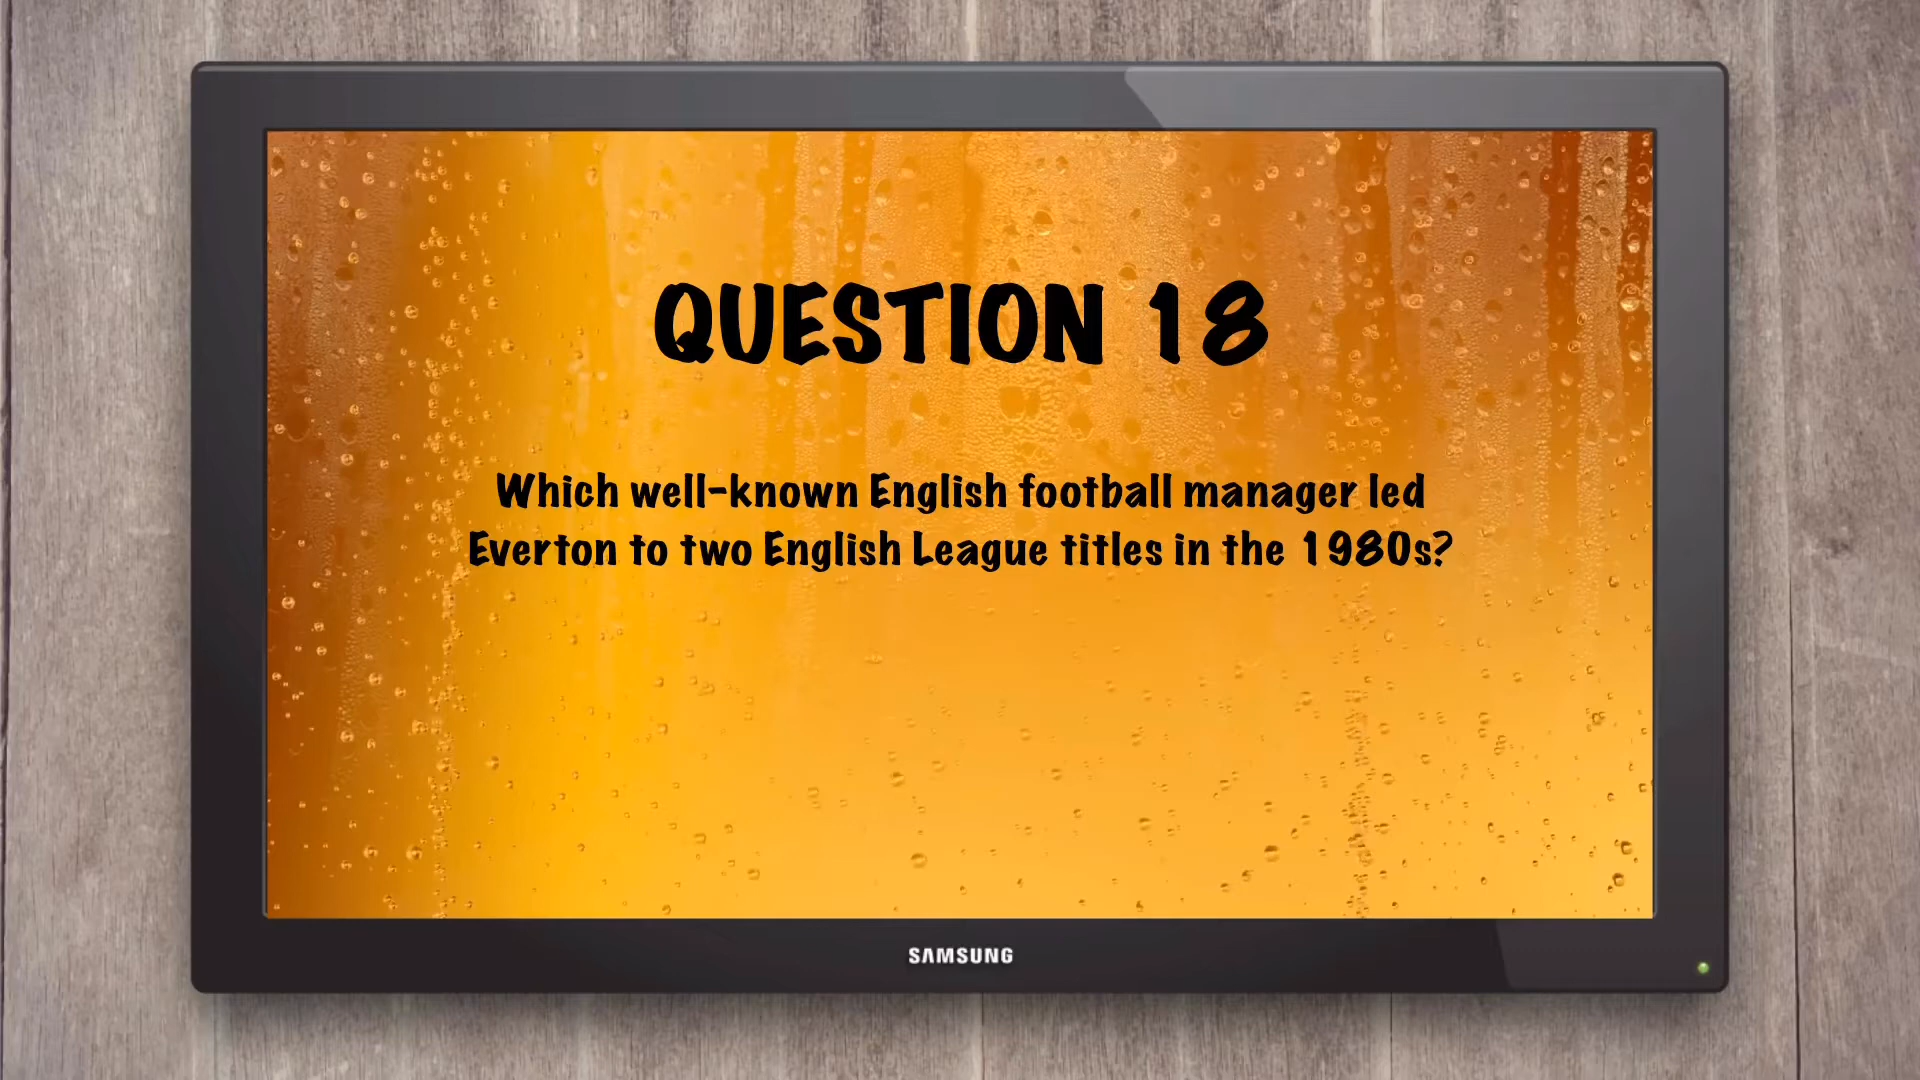 QUESTION 18
Which well-known English football manager led
Everton to two English League titles in the 1980s?
SAMSUNG